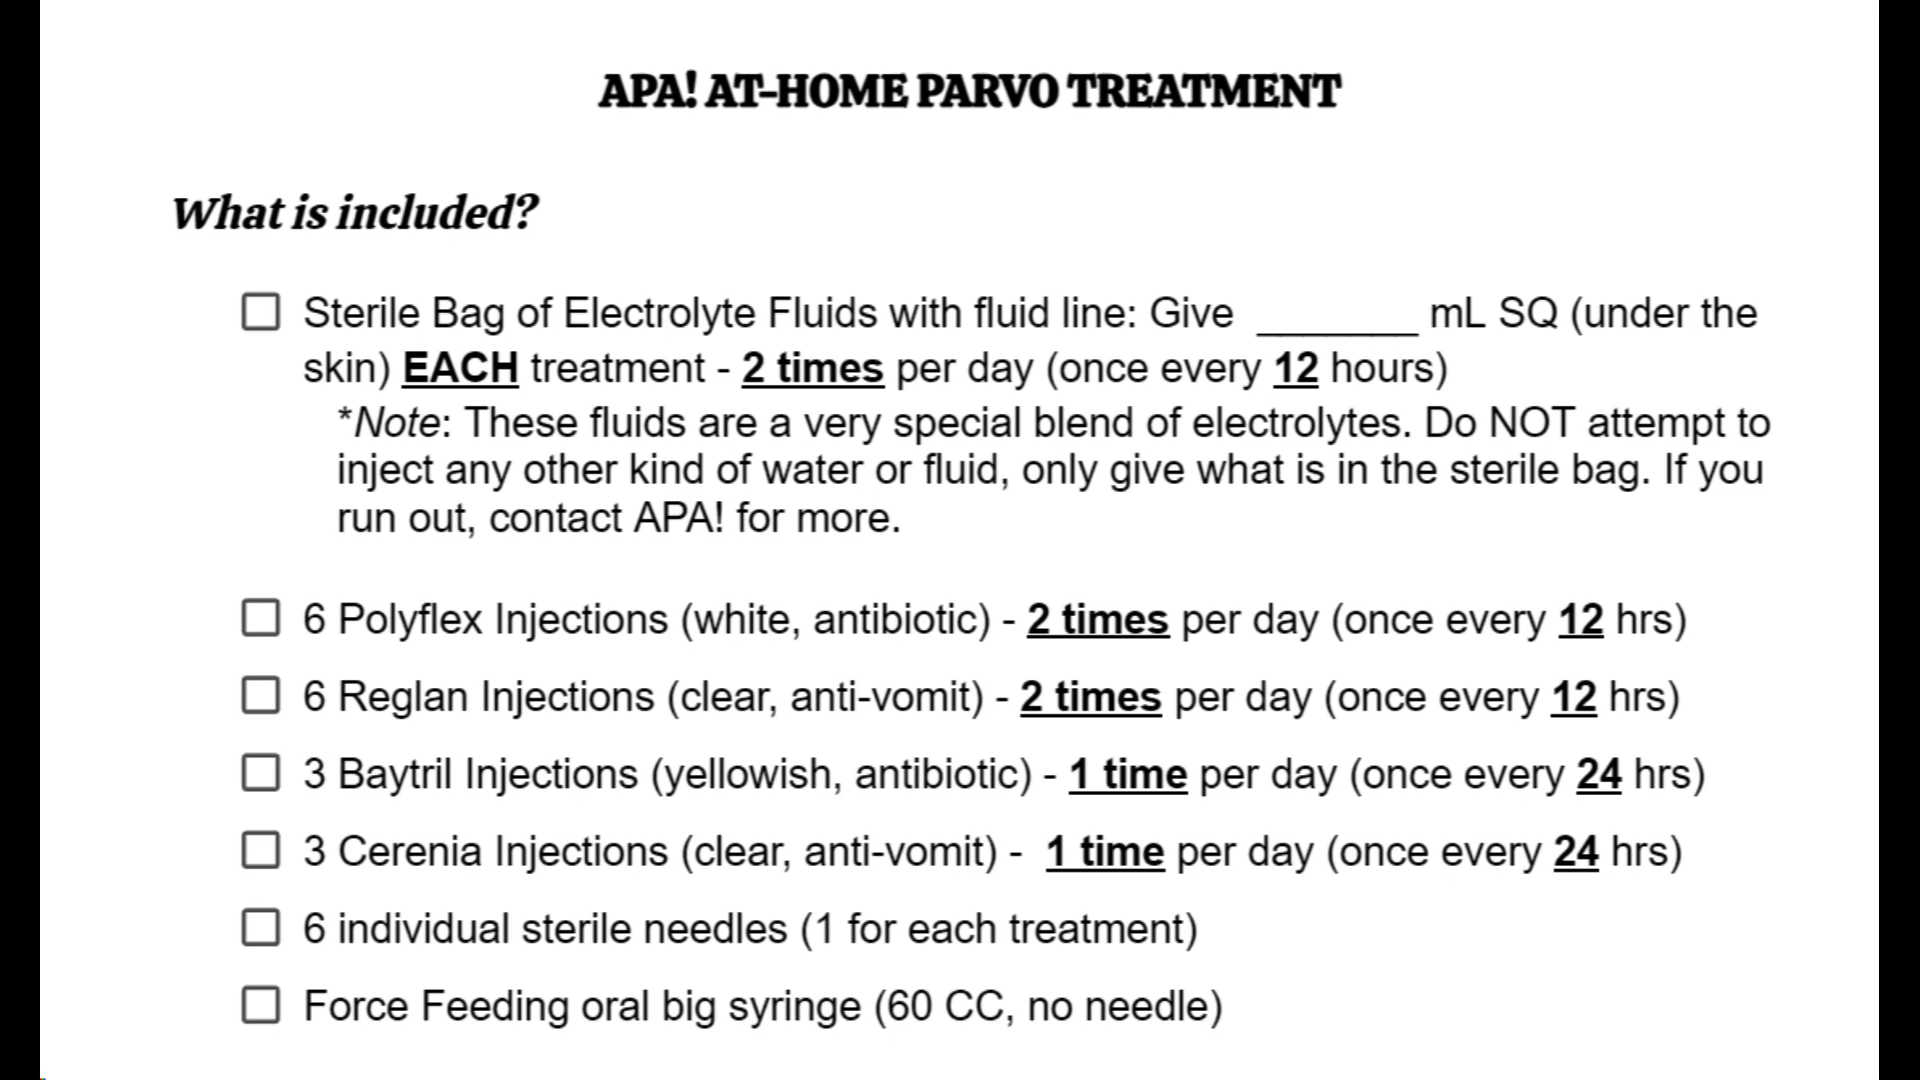 APA! AT-HOME PARVO TREATMENT
What is included?
Sterile Bag of Electrolyte Fluids with fluid line: Give _______ mL SQ (under the
skin) EACH treatment - 2 times per day (once every 12 hours)
*Note: These fluids are a very special blend of electrolytes. Do NOT attempt to
inject any other kind of water or fluid, only give what is in the sterile bag. If you
run out, contact APA! for more.
6 Polyflex Injections (white, antibiotic) - 2 times per day (once every 12 hrs)
6 Reglan Injections (clear, anti-vomit) - 2 times per day (once every 12 hrs)
3 Baytril Injections (yellowish, antibiotic) - 1 time per day (once every 24 hrs)
3 Cerenia Injections (clear, anti-vomit) - 1 time per day (once every 24 hrs)
6 individual sterile needles (1 for each treatment)
Force Feeding oral big syringe (60 CC, no needle)